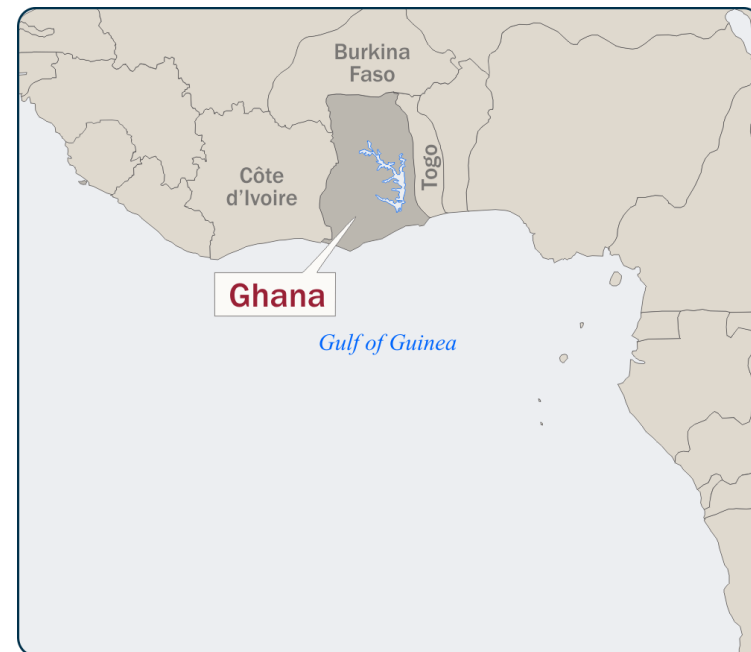 Burkina
Faso
Togo
Côte
d'Ivoire
Ghana
Gulf of Guinea